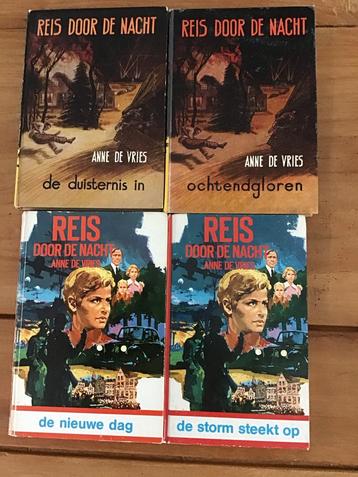 REIS DOOR DE NACHT
ANNE DE VRIES
de duisternis in
REIS DOOR DE NACHT
ANNE DE VRIES
ochtendgloren
REIS
DOOR DE NACHT
ANNE DE VRIES
de nieuwe dag
REIS
DOOR DE NACHT
ANNE DE VRIES
de storm steekt op